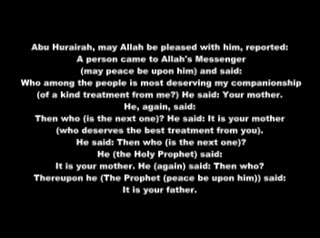 Abu Hurairah, may Allah be pleased with him, reported:
A person came to Allah's Messenger
(may peace be upon him) and said:
Who among the people is most deserving my companionship
(of a kind treatment from me?) He said: Your mother.
He, again, said:
Then who (is the next one)? He said: It is your mother
(who deserves the best treatment from you).
He said: Then who (is the next one)?
He (the Holy Prophet) said:
It is your mother. He (again) said: Then who?
Thereupon he (The Prophet (peace be upon him)) said:
It is your father.